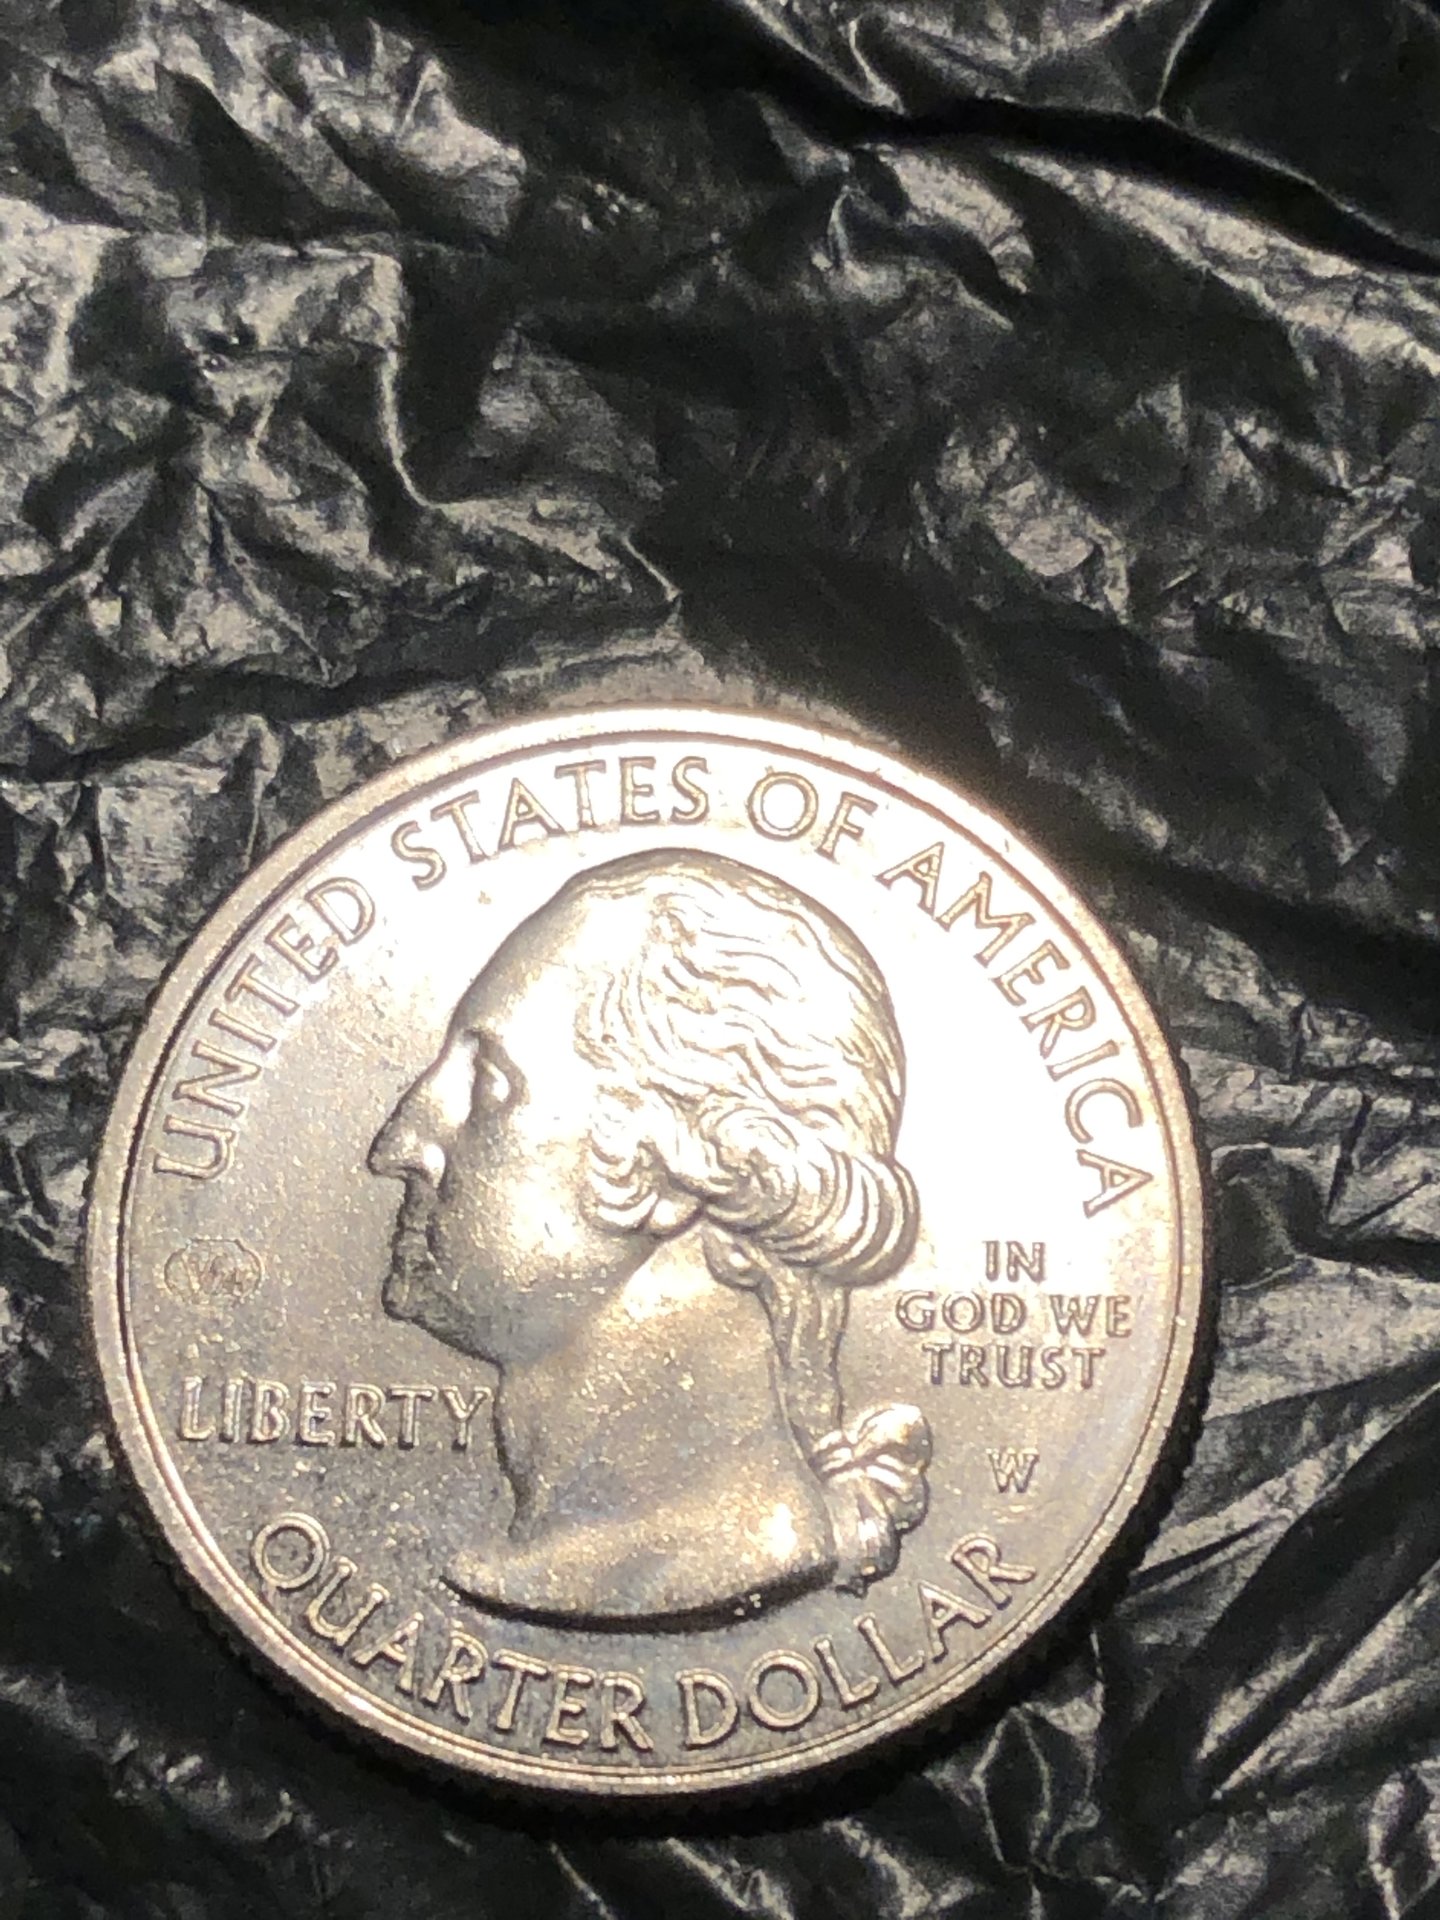 UNITED STATES OF AMERICA
IN
GOD WE
TRUST
LIBERTY
W
QUARTER DOLLAR